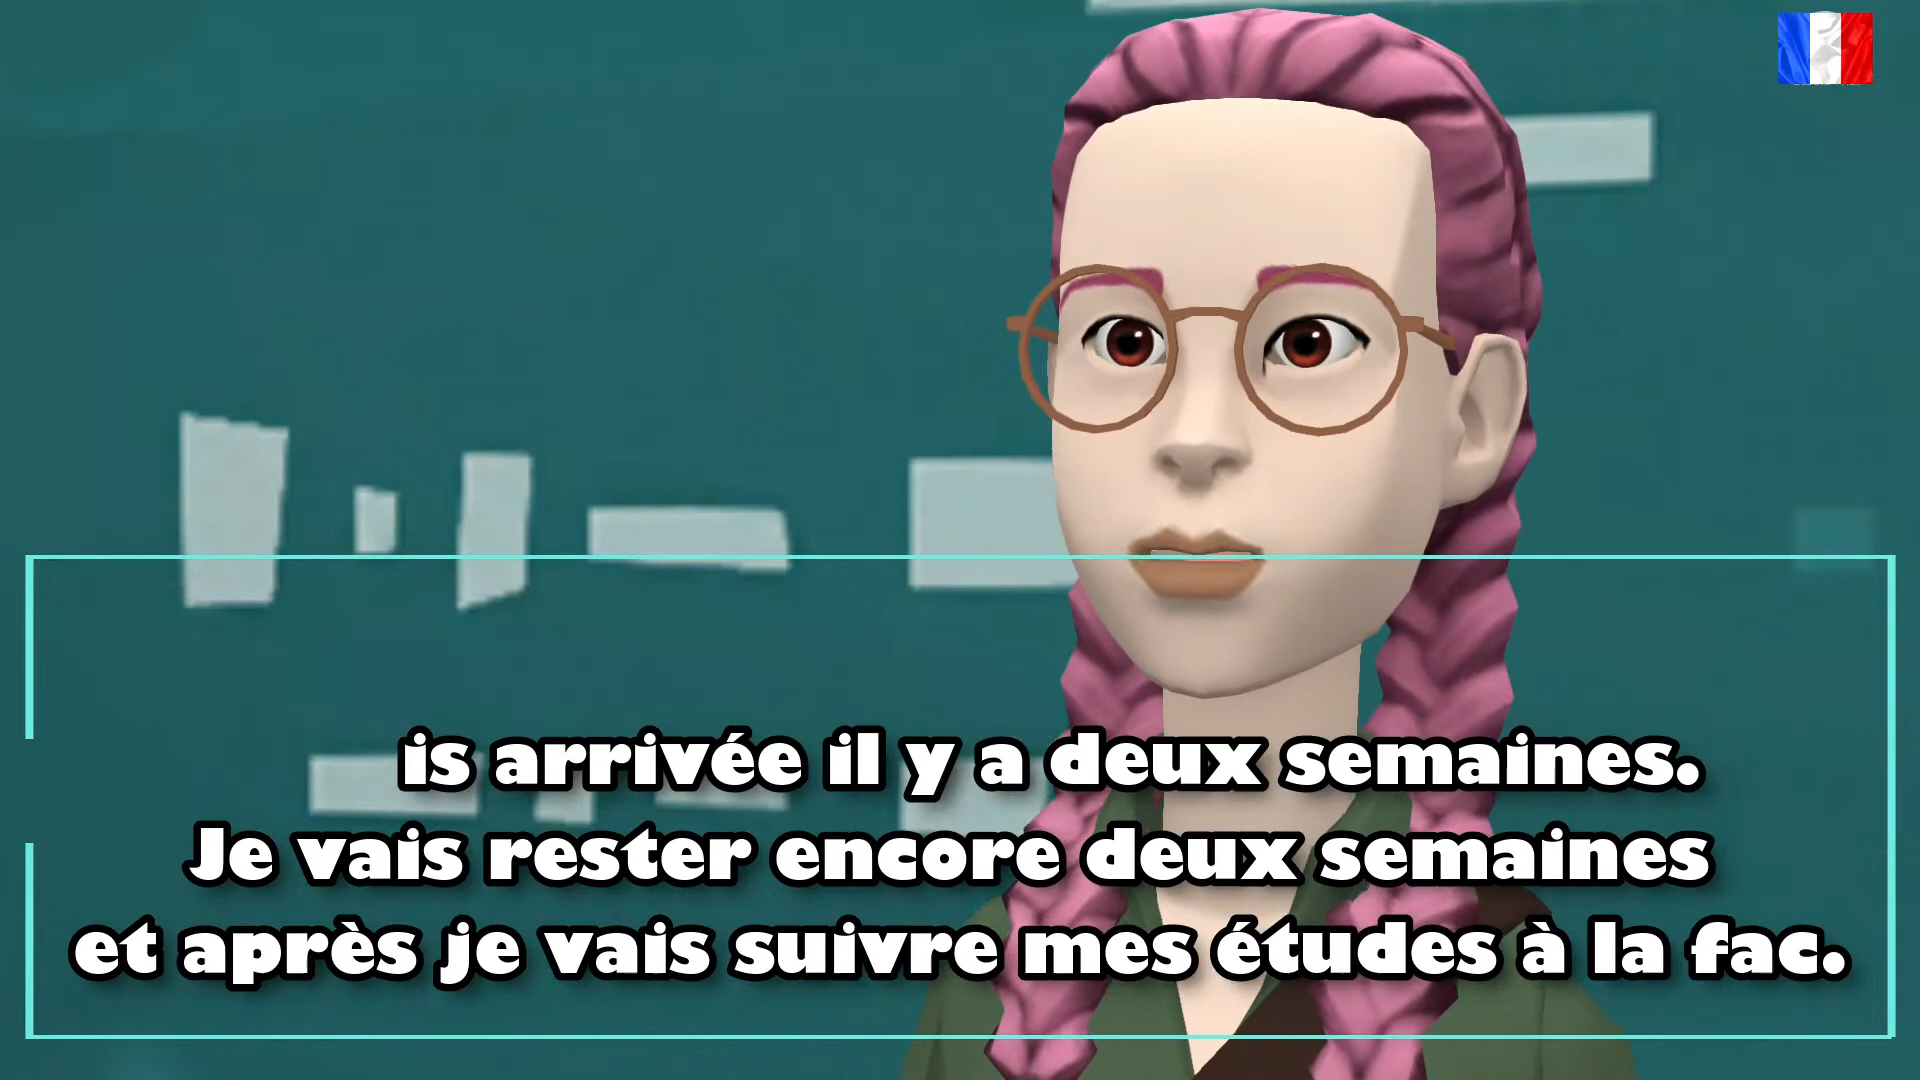 is arrivée il y a deux semaines.
Je vais rester encore deux semaines
et après je vais suivre mes études à la fac.